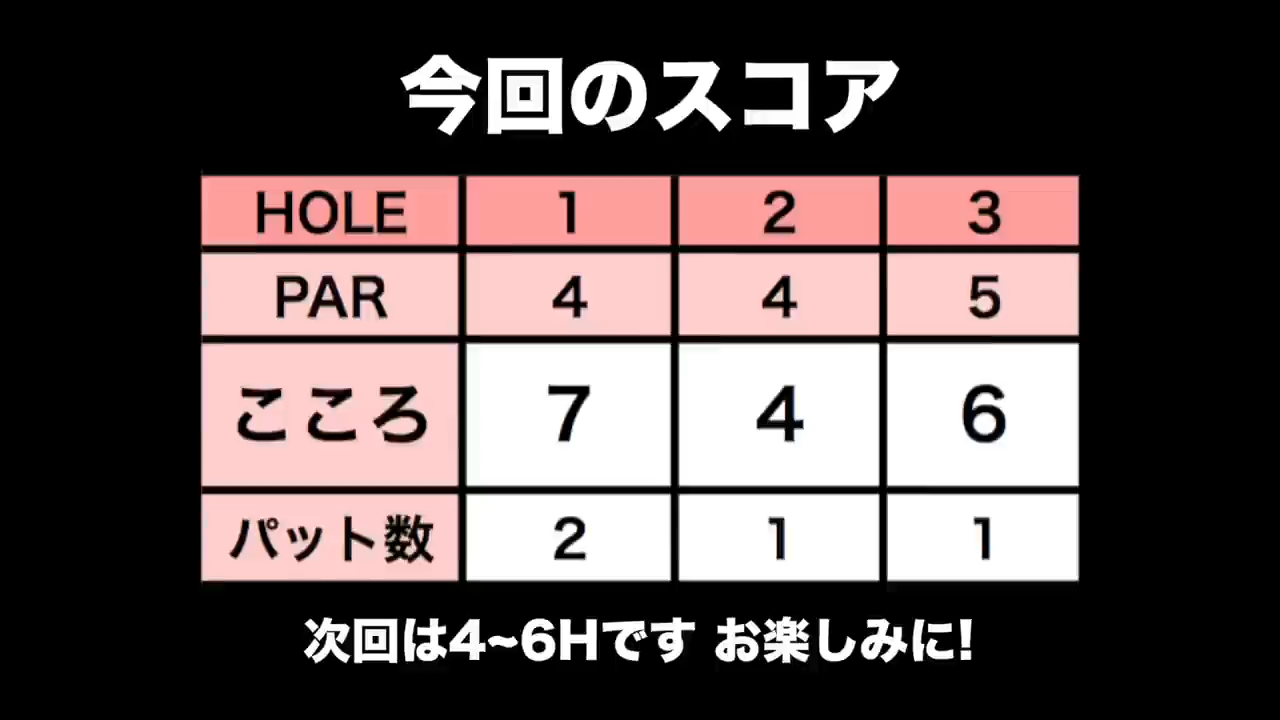 今回のスコア
HOLE 1 2 3
PAR 4 4 5
こころ 7 4 6
パット数 2 1 1
次回は4~6Hです お楽しみに!